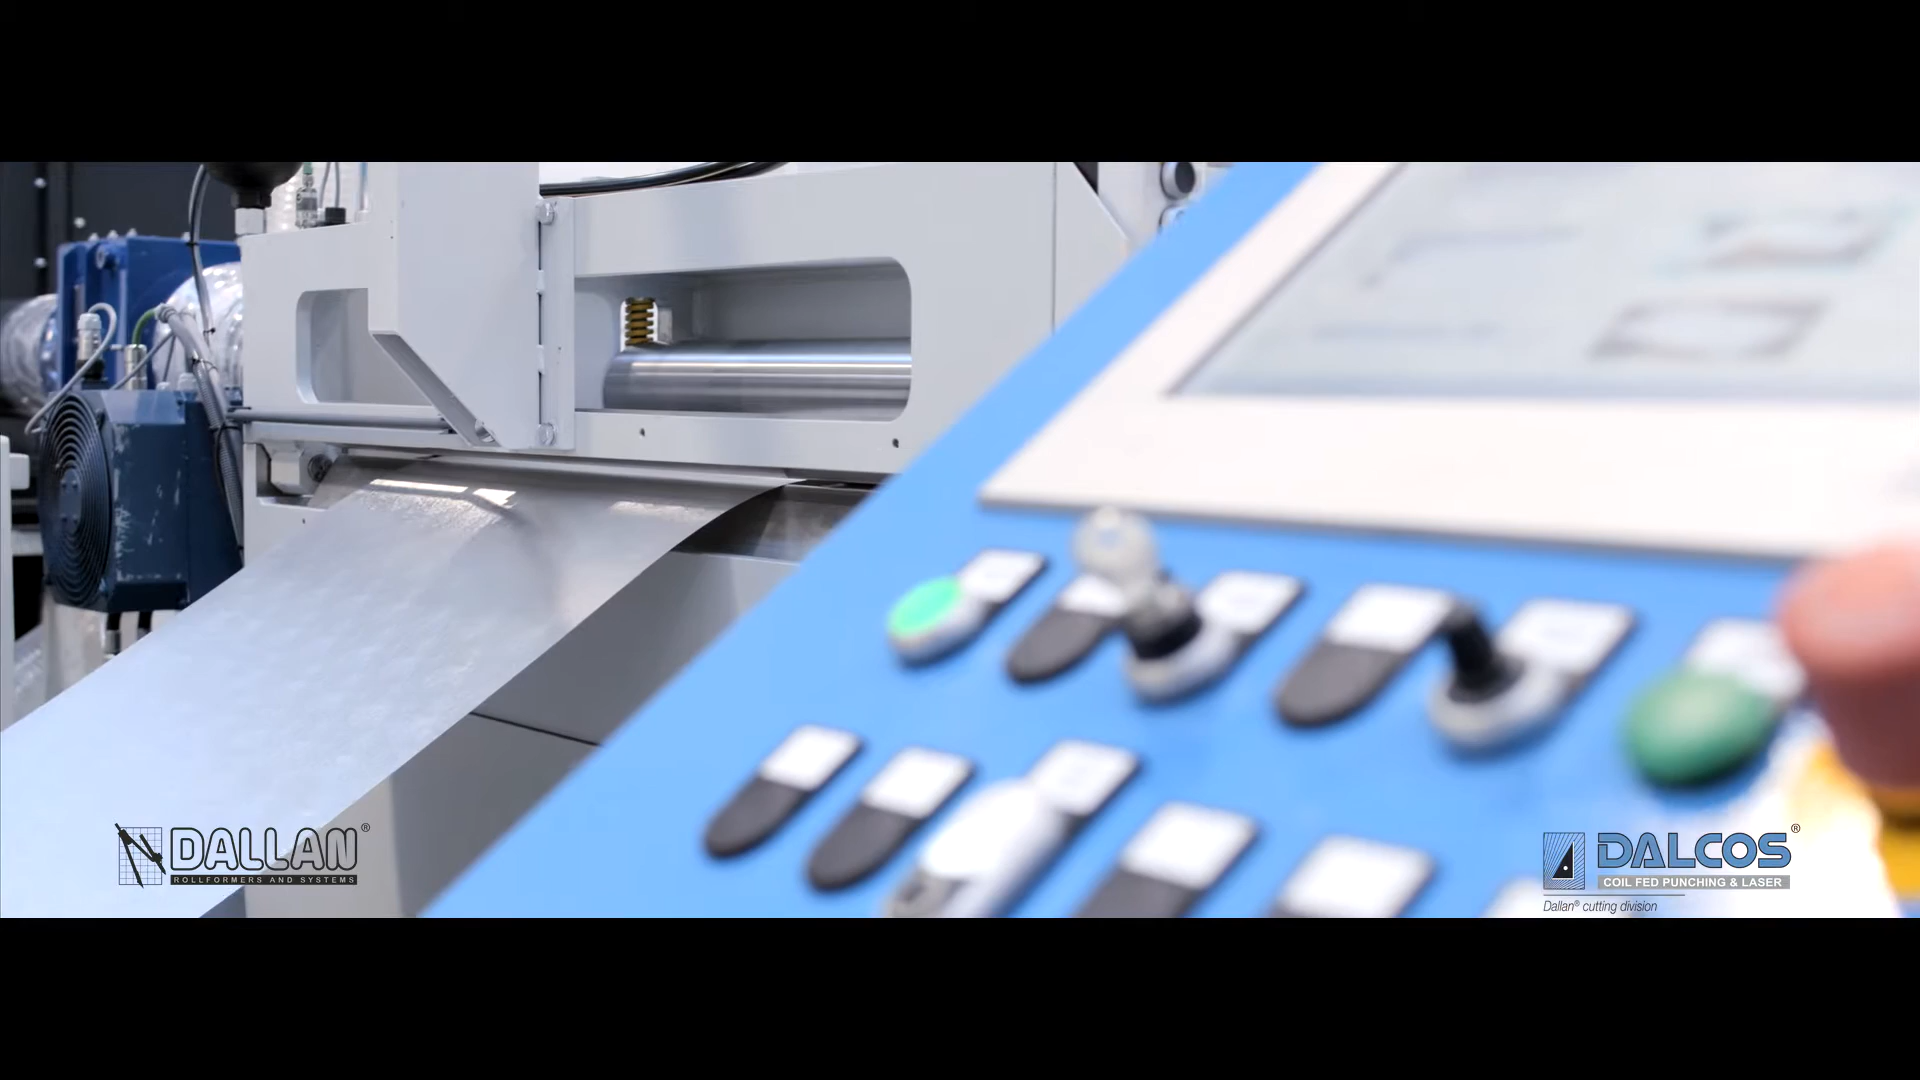 DALLAN®
ROLLFORMERS AND SYSTEMS
DALCOS®
COIL FED PUNCHING & LASER
Dallan® cutting division